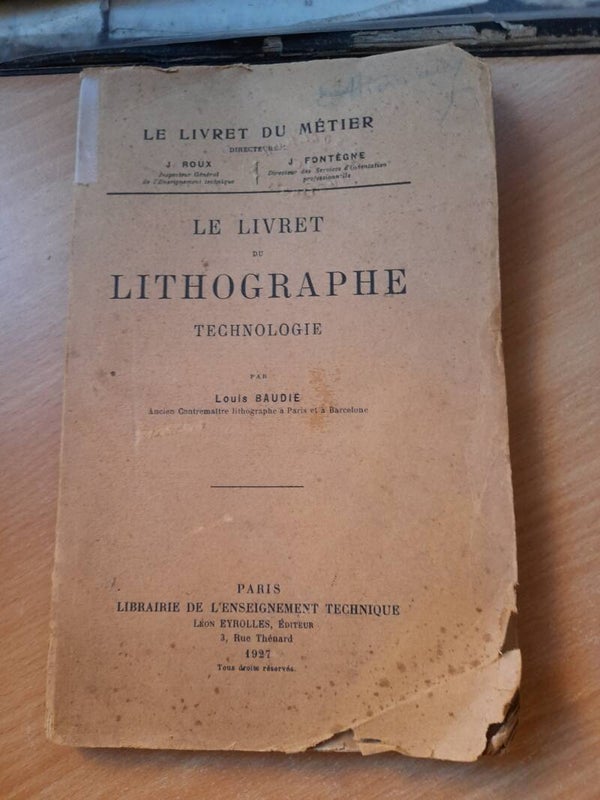 LE LIVRET DU MÉTIER
DIRECTEURS :
J. ROUX
Inspecteur Général
de l'Enseignement technique
J. FONTÈGNE
Directeur des Services d'Orientation
professionnelle
LE LIVRET
DU
LITHOGRAPHE
TECHNOLOGIE
PAR
Louis BAUDIE
Ancien Contremaître lithographe à Paris et à Barcelone
PARIS
LIBRAIRIE DE L'ENSEIGNEMENT TECHNIQUE
LÉON EYROLLES, ÉDITEUR
3, Rue Thénard
1927
Tous droits réservés.